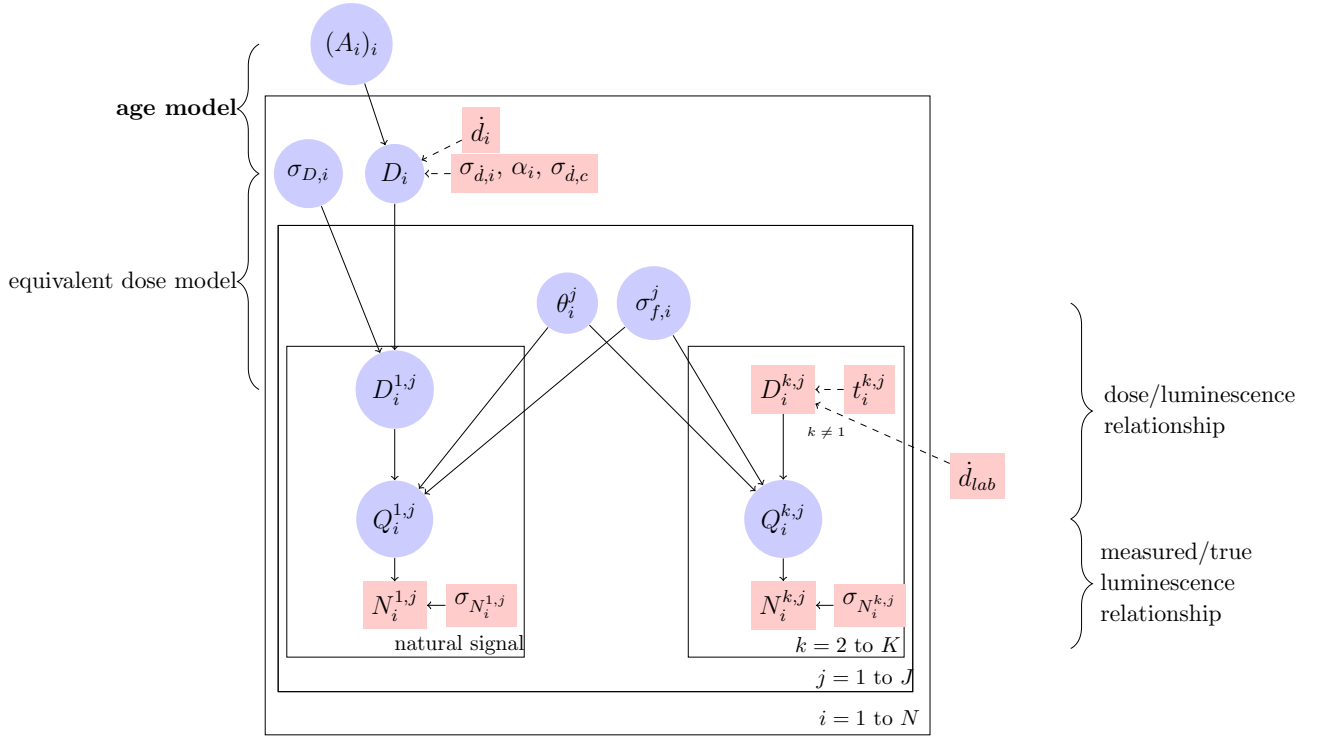 (A_i)_i
age model
ḋ_i
σ_{D,i}
D_i
σ_{ḋ,i}, α_i, σ_{ḋ,c}
equivalent dose model
θ_i^j
σ_{f,i}^j
D_i^{1,j}
D_i^{k,j}
t_i^{k,j}
k ≠ 1
dose/luminescence
relationship
ḋ_{lab}
Q_i^{1,j}
Q_i^{k,j}
measured/true
luminescence
relationship
N_i^{1,j}
σ_{N_i^{1,j}}
N_i^{k,j}
σ_{N_i^{k,j}}
natural signal
k = 2 to K
j = 1 to J
i = 1 to N